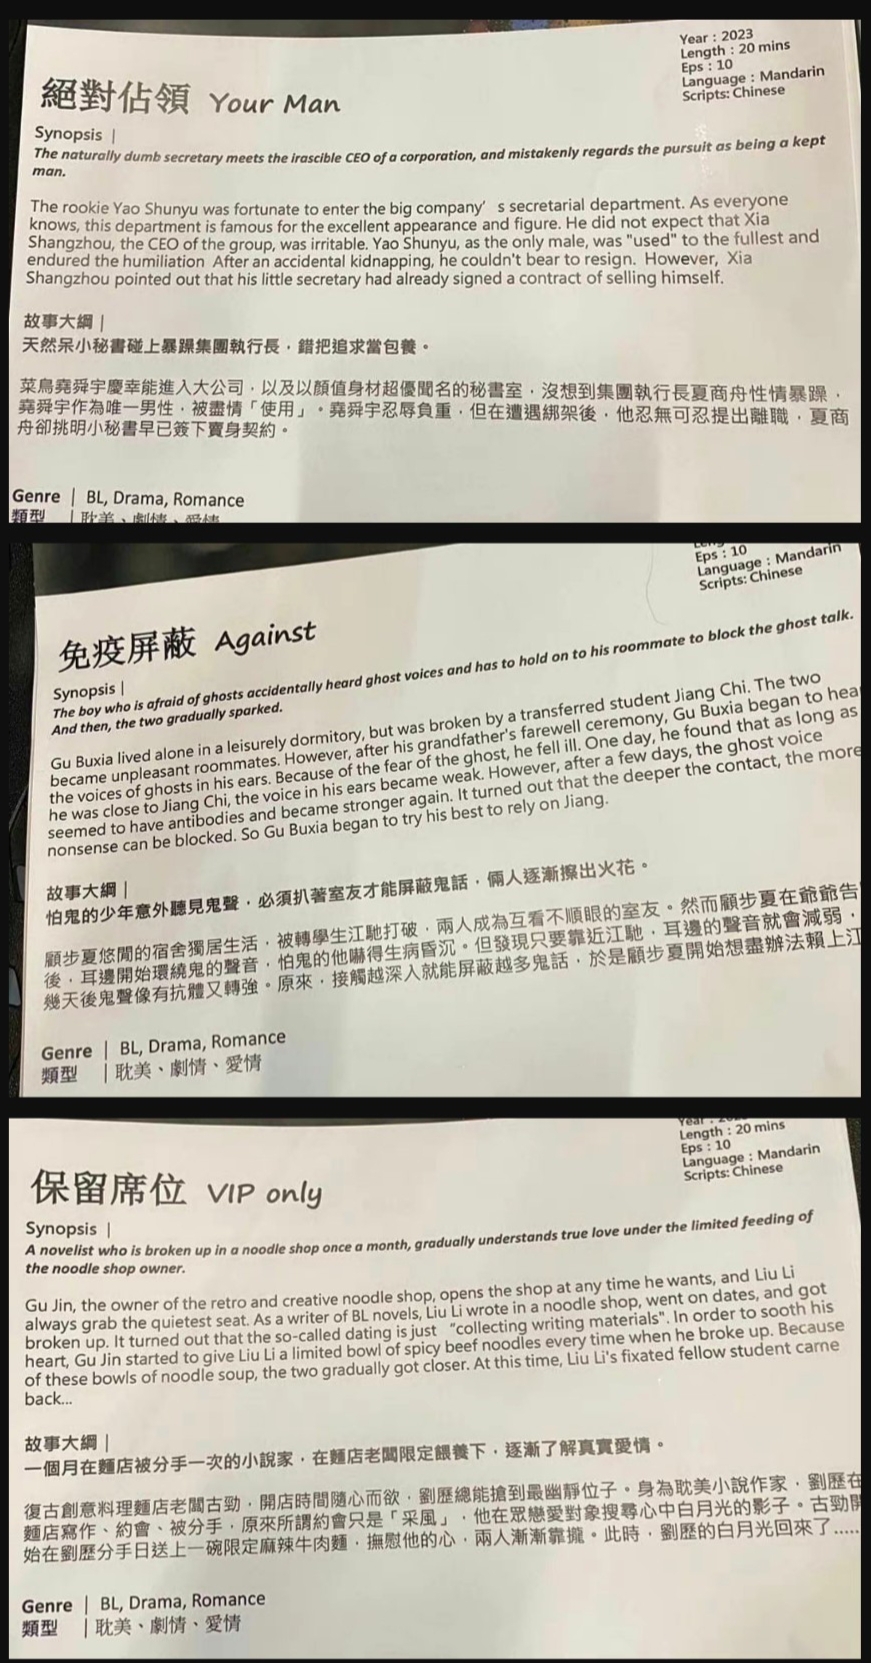 Year : 2023
Length : 20 mins
Eps : 10
Language : Mandarin
Scripts: Chinese
絕對佔領 Your Man
Synopsis |
The naturally dumb secretary meets the irascible CEO of a corporation, and mistakenly regards the pursuit as being a kept
man.
The rookie Yao Shunyu was fortunate to enter the big company's secretarial department. As everyone
knows, this department is famous for the excellent appearance and figure. He did not expect that Xia
Shangzhou, the CEO of the group, was irritable. Yao Shunyu, as the only male, was "used" to the fullest and
endured the humiliation After an accidental kidnapping, he couldn't bear to resign. However, Xia
Shangzhou pointed out that his little secretary had already signed a contract of selling himself.
故事大綱 |
天然呆小秘書碰上暴躁集團執行長，錯把追求當包養。
菜鳥堯舜宇慶幸能進入大公司，以及以顏值身材超優聞名的秘書室，沒想到集團執行長夏商舟性情暴躁，
堯舜宇作為唯一男性，被盡情「使用」。堯舜宇忍辱負重，但在遭遇綁架後，他忍無可忍提出離職，夏商
舟卻挑明小秘書早已簽下賣身契約。
Genre | BL, Drama, Romance
類型 | 耽美、劇情、愛情
Eps : 10
Language : Mandarin
Scripts: Chinese
免疫屏蔽 Against
Synopsis |
The boy who is afraid of ghosts accidentally heard ghost voices and has to hold on to his roommate to block the ghost talk.
And then, the two gradually sparked.
Gu Buxia lived alone in a leisurely dormitory, but was broken by a transferred student Jiang Chi. The two
became unpleasant roommates. However, after his grandfather's farewell ceremony, Gu Buxia began to hea
the voices of ghosts in his ears. Because of the fear of the ghost, he fell ill. One day, he found that as long as
he was close to Jiang Chi, the voice in his ears became weak. However, after a few days, the ghost voice
seemed to have antibodies and became stronger again. It turned out that the deeper the contact, the more
nonsense can be blocked. So Gu Buxia began to try his best to rely on Jiang.
故事大綱 |
怕鬼的少年意外聽見鬼聲，必須扒著室友才能屏蔽鬼話，倆人逐漸擦出火花。
顧步夏悠閒的宿舍獨居生活，被轉學生江馳打破，兩人成為互看不順眼的室友。然而顧步夏在爺爺告
後，耳邊開始環繞鬼的聲音，怕鬼的他嚇得生病昏沉。但發現只要靠近江馳，耳邊的聲音就會減弱，
幾天後鬼聲像有抗體又轉強。原來，接觸越深入就能屏蔽越多鬼話，於是顧步夏開始想盡辦法賴上江
Genre | BL, Drama, Romance
類型 | 耽美、劇情、愛情
Length : 20 mins
Eps : 10
Language : Mandarin
Scripts: Chinese
保留席位 VIP only
Synopsis |
A novelist who is broken up in a noodle shop once a month, gradually understands true love under the limited feeding of
the noodle shop owner.
Gu Jin, the owner of the retro and creative noodle shop, opens the shop at any time he wants, and Liu Li
always grab the quietest seat. As a writer of BL novels, Liu Li wrote in a noodle shop, went on dates, and got
broken up. It turned out that the so-called dating is just "collecting writing materials". In order to sooth his
heart, Gu Jin started to give Liu Li a limited bowl of spicy beef noodles every time when he broke up. Because
of these bowls of noodle soup, the two gradually got closer. At this time, Liu Li's fixated fellow student came
back...
故事大綱 |
一個月在麵店被分手一次的小說家，在麵店老闆限定餵養下，逐漸了解真實愛情。
復古創意料理麵店老闆古勁，開店時間隨心而欲，劉歷總能搶到最幽靜位子。身為耽美小說作家，劉歷在
麵店寫作、約會、被分手，原來所謂約會只是「采風」，他在眾戀愛對象搜尋心中白月光的影子。古勁開
始在劉歷分手日送上一碗限定麻辣牛肉麵，撫慰他的心，兩人漸漸靠攏。此時，劉歷的白月光回來了.....
Genre | BL, Drama, Romance
類型 | 耽美、劇情、愛情